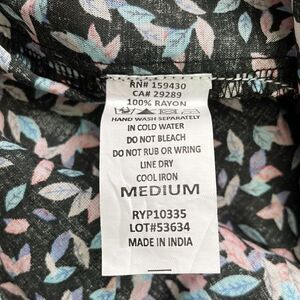 RN# 159430
CA# 29289
100% RAYON
HAND WASH SEPARATELY
IN COLD WATER
DO NOT BLEACH
DO NOT RUB OR WRING
LINE DRY
COOL IRON
MEDIUM
RYP10335
LOT#53634
MADE IN INDIA